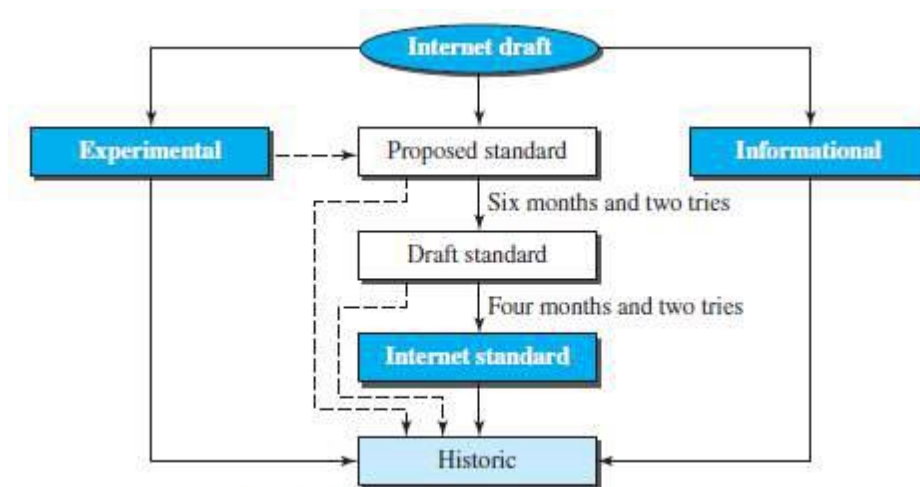 Internet draft
Experimental
Proposed standard
Informational
Six months and two tries
Draft standard
Four months and two tries
Internet standard
Historic